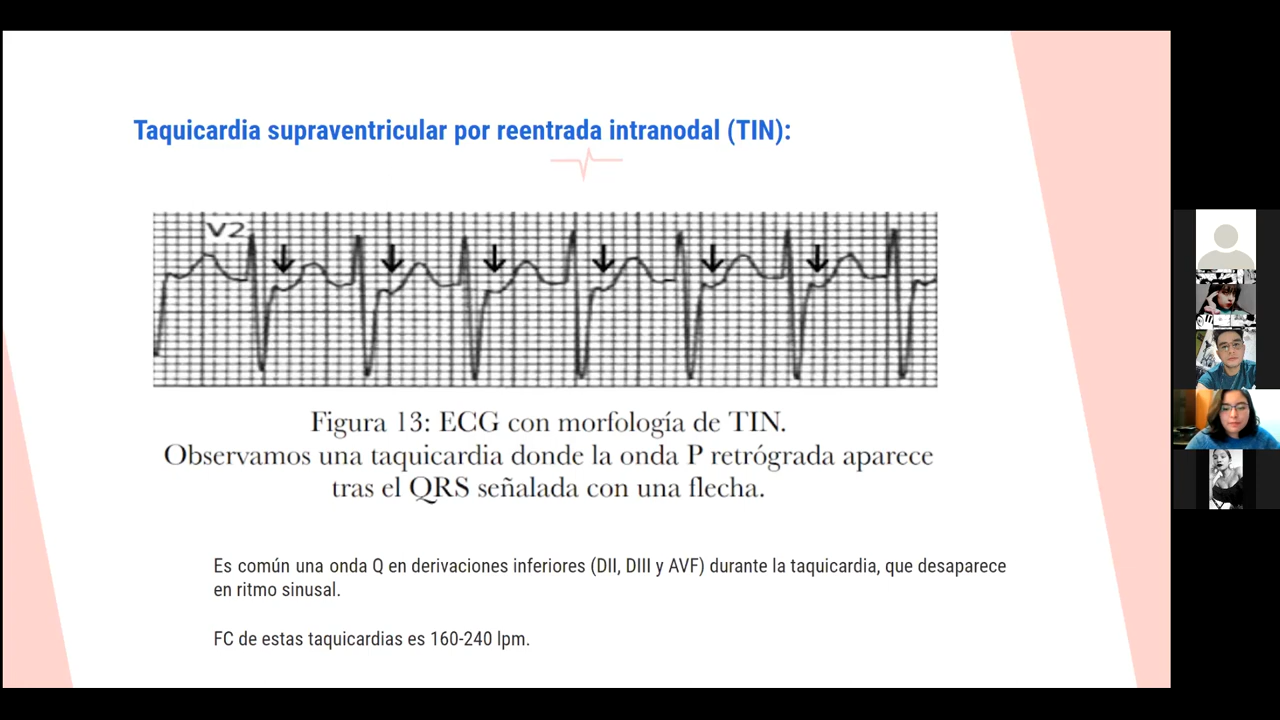 Taquicardia supraventricular por reentrada intranodal (TIN):
V2
Figura 13: ECG con morfología de TIN.
Observamos una taquicardia donde la onda P retrógrada aparece
tras el QRS señalada con una flecha.
Es común una onda Q en derivaciones inferiores (DII, DIII y AVF) durante la taquicardia, que desaparece
en ritmo sinusal.
FC de estas taquicardias es 160-240 lpm.